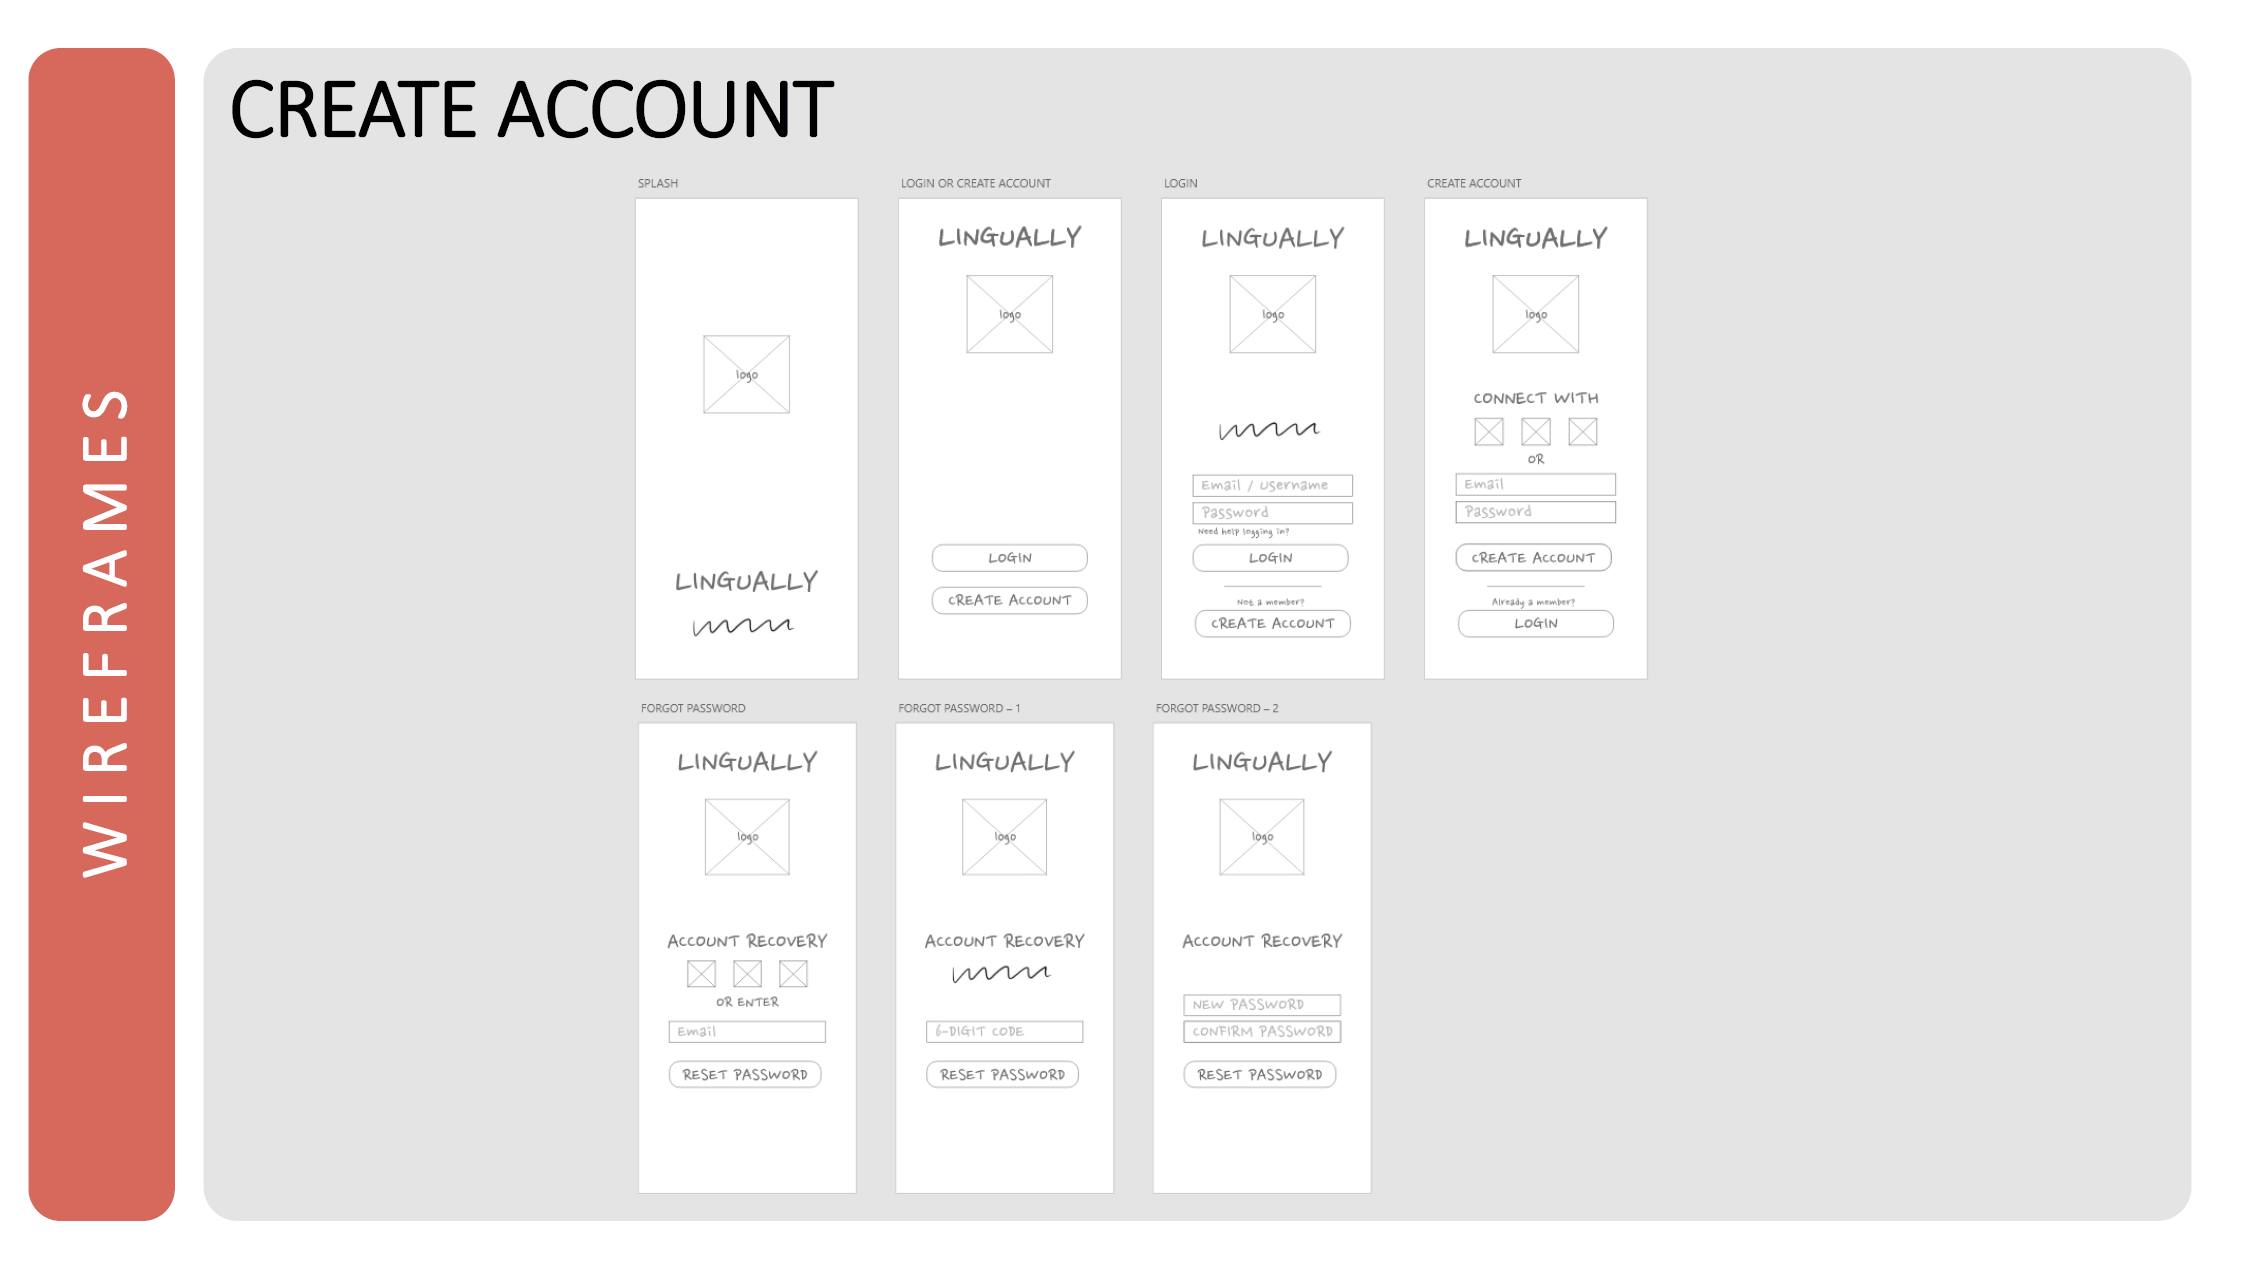 WIREFRAMES
CREATE ACCOUNT
SPLASH
logo
LINGUALLY
LOGIN OR CREATE ACCOUNT
LINGUALLY
logo
LOGIN
CREATE ACCOUNT
LOGIN
LINGUALLY
logo
Email / Username
Password
Need help logging in?
LOGIN
Not a member?
CREATE ACCOUNT
CREATE ACCOUNT
LINGUALLY
logo
CONNECT WITH
OR
Email
Password
CREATE ACCOUNT
Already a member?
LOGIN
FORGOT PASSWORD
LINGUALLY
logo
ACCOUNT RECOVERY
OR ENTER
Email
RESET PASSWORD
FORGOT PASSWORD – 1
LINGUALLY
logo
ACCOUNT RECOVERY
6-DIGIT CODE
RESET PASSWORD
FORGOT PASSWORD – 2
LINGUALLY
logo
ACCOUNT RECOVERY
NEW PASSWORD
CONFIRM PASSWORD
RESET PASSWORD